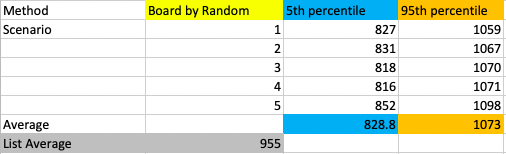 Method Board by Random 5th percentile 95th percentile
Scenario 1 827 1059
2 831 1067
3 818 1070
4 816 1071
5 852 1098
Average 828.8 1073
List Average 955